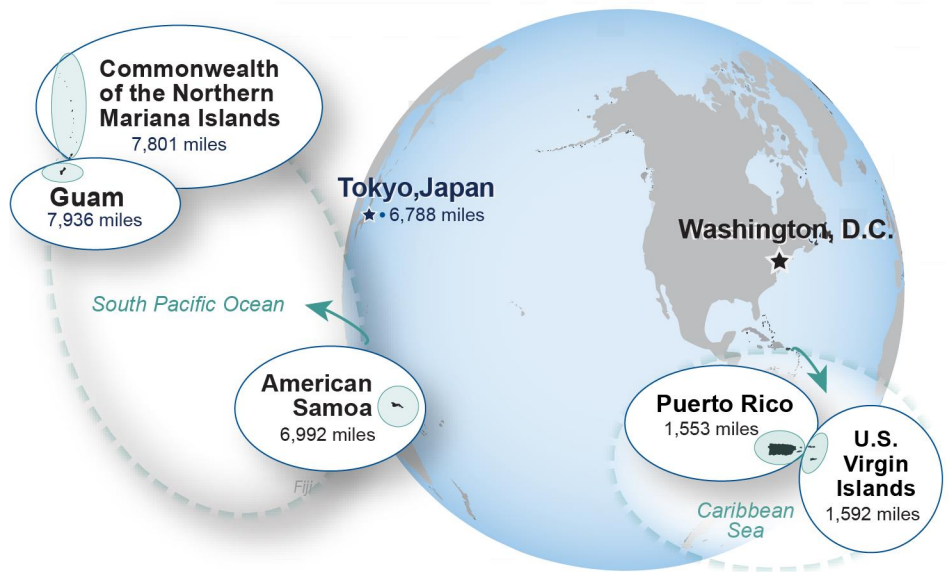 Commonwealth
of the Northern
Mariana Islands
7,801 miles
Guam
7,936 miles
Tokyo,Japan
6,788 miles
Washington, D.C.
South Pacific Ocean
American
Samoa
6,992 miles
Fiji
Puerto Rico
1,553 miles
U.S.
Virgin
Islands
1,592 miles
Caribbean
Sea